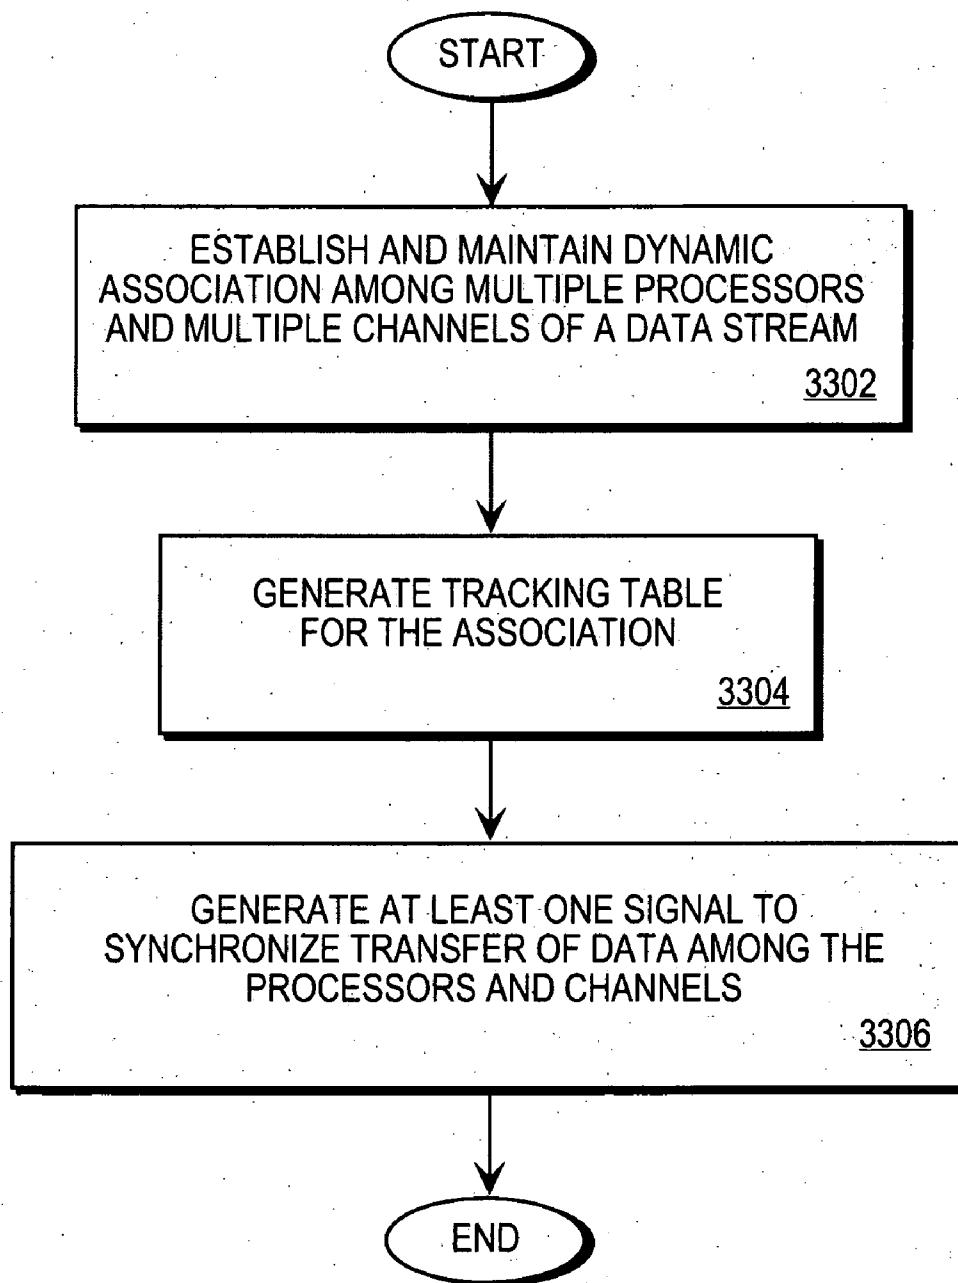 START
ESTABLISH AND MAINTAIN DYNAMIC
ASSOCIATION AMONG MULTIPLE PROCESSORS
AND MULTIPLE CHANNELS OF A DATA STREAM
3302
GENERATE TRACKING TABLE
FOR THE ASSOCIATION
3304
GENERATE AT LEAST ONE SIGNAL TO
SYNCHRONIZE TRANSFER OF DATA AMONG THE
PROCESSORS AND CHANNELS
3306
END